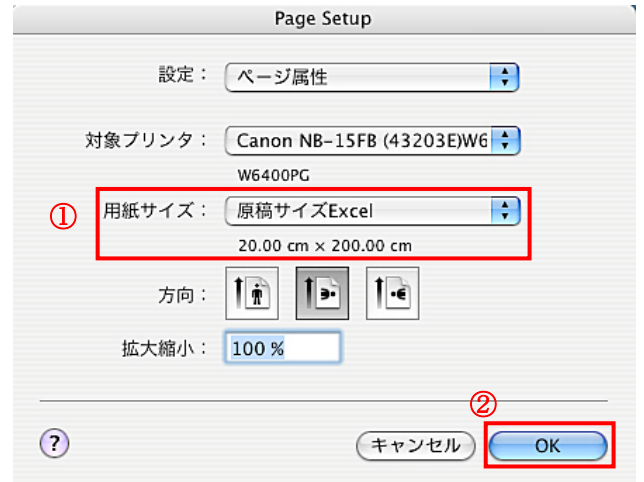 Page Setup
設定： ページ属性
対象プリンタ： Canon NB-15FB (43203E)W6
W6400PG
① 用紙サイズ： 原稿サイズExcel
20.00 cm × 200.00 cm
方向：
拡大縮小： 100 %
②
? キャンセル OK